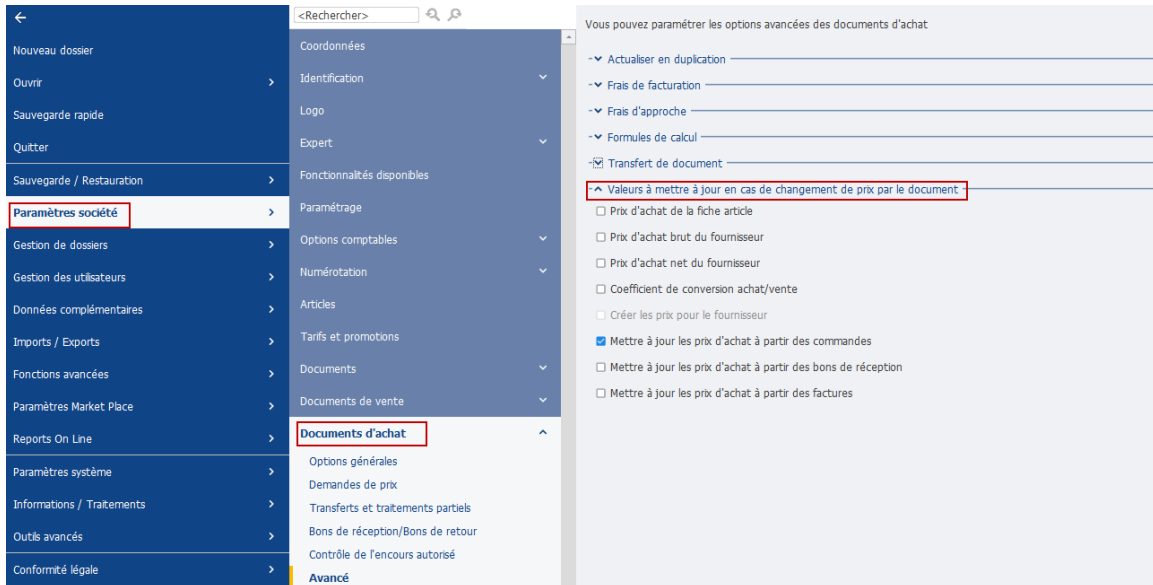 Nouveau dossier
Ouvrir
Sauvegarde rapide
Quitter
Sauvegarde / Restauration
Paramètres société
Gestion de dossiers
Gestion des utilisateurs
Données complémentaires
Imports / Exports
Fonctions avancées
Paramètres Market Place
Reports On Line
Paramètres système
Informations / Traitements
Outils avancés
Conformité légale
<Rechercher>
Coordonnées
Identification
Logo
Expert
Fonctionnalités disponibles
Paramétrage
Options comptables
Numérotation
Articles
Tarifs et promotions
Documents
Documents de vente
Documents d'achat
Options générales
Demandes de prix
Transferts et traitements partiels
Bons de réception/Bons de retour
Contrôle de l'encours autorisé
Avancé
Vous pouvez paramétrer les options avancées des documents d'achat
Actualiser en duplication
Frais de facturation
Frais d'approche
Formules de calcul
Transfert de document
Valeurs à mettre à jour en cas de changement de prix par le document
Prix d'achat de la fiche article
Prix d'achat brut du fournisseur
Prix d'achat net du fournisseur
Coefficient de conversion achat/vente
Créer les prix pour le fournisseur
Mettre à jour les prix d'achat à partir des commandes
Mettre à jour les prix d'achat à partir des bons de réception
Mettre à jour les prix d'achat à partir des factures